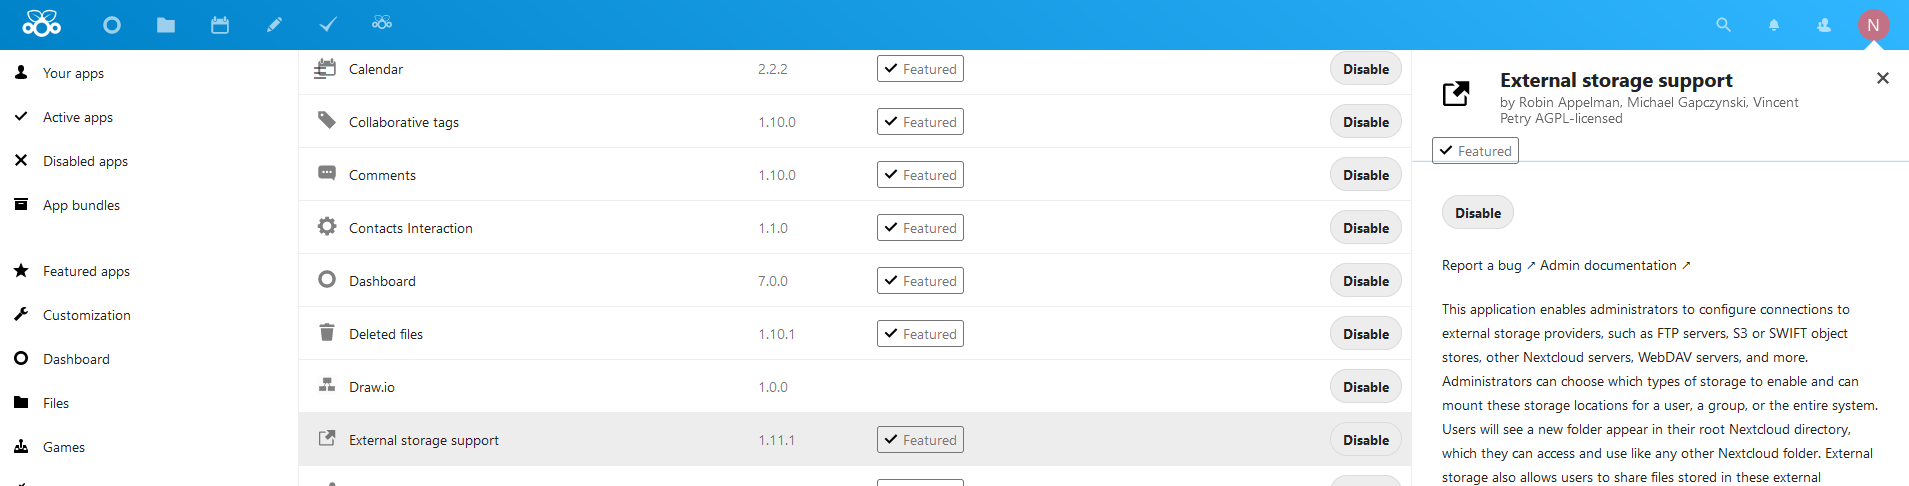 N
Your apps
Active apps
Disabled apps
App bundles
Featured apps
Customization
Dashboard
Files
Games
Calendar 2.2.2 Featured Disable
Collaborative tags 1.10.0 Featured Disable
Comments 1.10.0 Featured Disable
Contacts Interaction 1.1.0 Featured Disable
Dashboard 7.0.0 Featured Disable
Deleted files 1.10.1 Featured Disable
Draw.io 1.0.0 Disable
External storage support 1.11.1 Featured Disable
External storage support
by Robin Appelman, Michael Gapczynski, Vincent
Petry AGPL-licensed
Featured
Disable
Report a bug ↗ Admin documentation ↗
This application enables administrators to configure connections to
external storage providers, such as FTP servers, S3 or SWIFT object
stores, other Nextcloud servers, WebDAV servers, and more.
Administrators can choose which types of storage to enable and can
mount these storage locations for a user, a group, or the entire system.
Users will see a new folder appear in their root Nextcloud directory,
which they can access and use like any other Nextcloud folder. External
storage also allows users to share files stored in these external